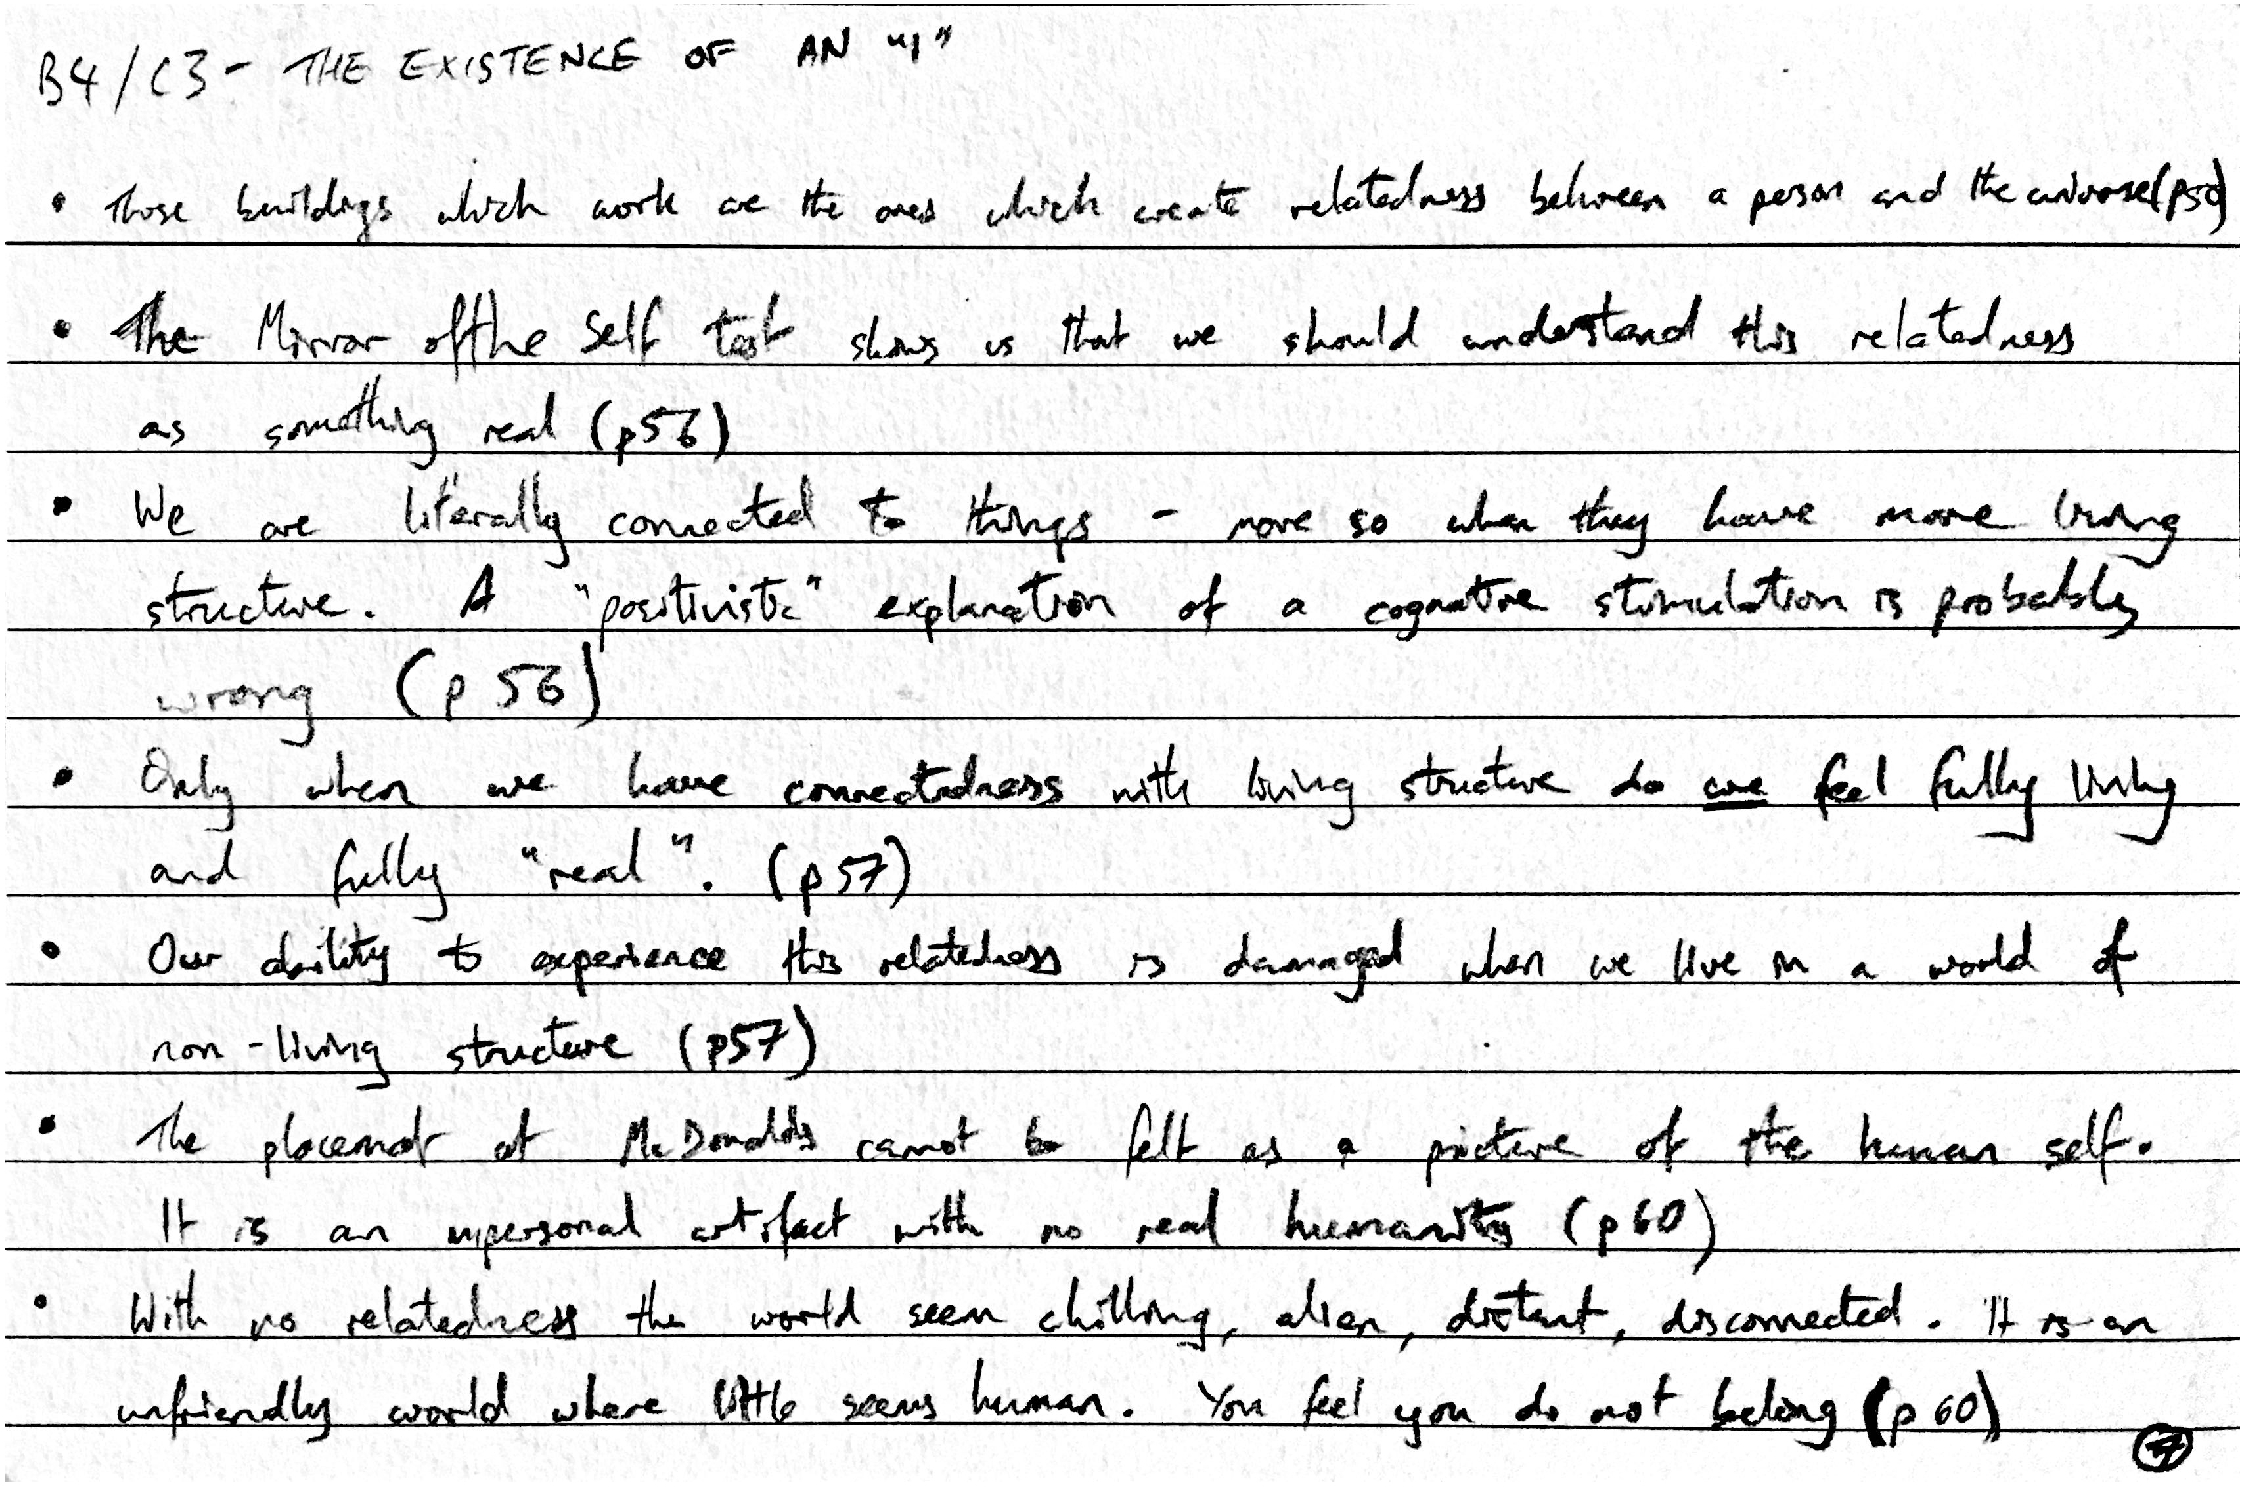 B4/C3 - THE EXISTENCE OF AN "I"
• Those buildings which work are the ones which create relatedness between a person and the universe (p50)
• The Mirror of the Self test shows us that we should understand this relatedness
as something real (p56)
• We are literally connected to things - more so when they have more living
structure. A "positivistic" explanation of a cognative stimulation is probably
wrong (p 56)
• Only when we have connectedness with living structure do we feel fully living
and fully "real". (p57)
• Our ability to experience this relatedness is damaged when we live in a world of
non-living structure (p57)
• The placemat at McDonalds cannot be felt as a picture of the human self.
It is an impersonal artifact with no real humanity (p60)
• With no relatedness the world seem chilling, alien, distant, disconnected. It is an
unfriendly world where little seems human. You feel you do not belong (p 60)